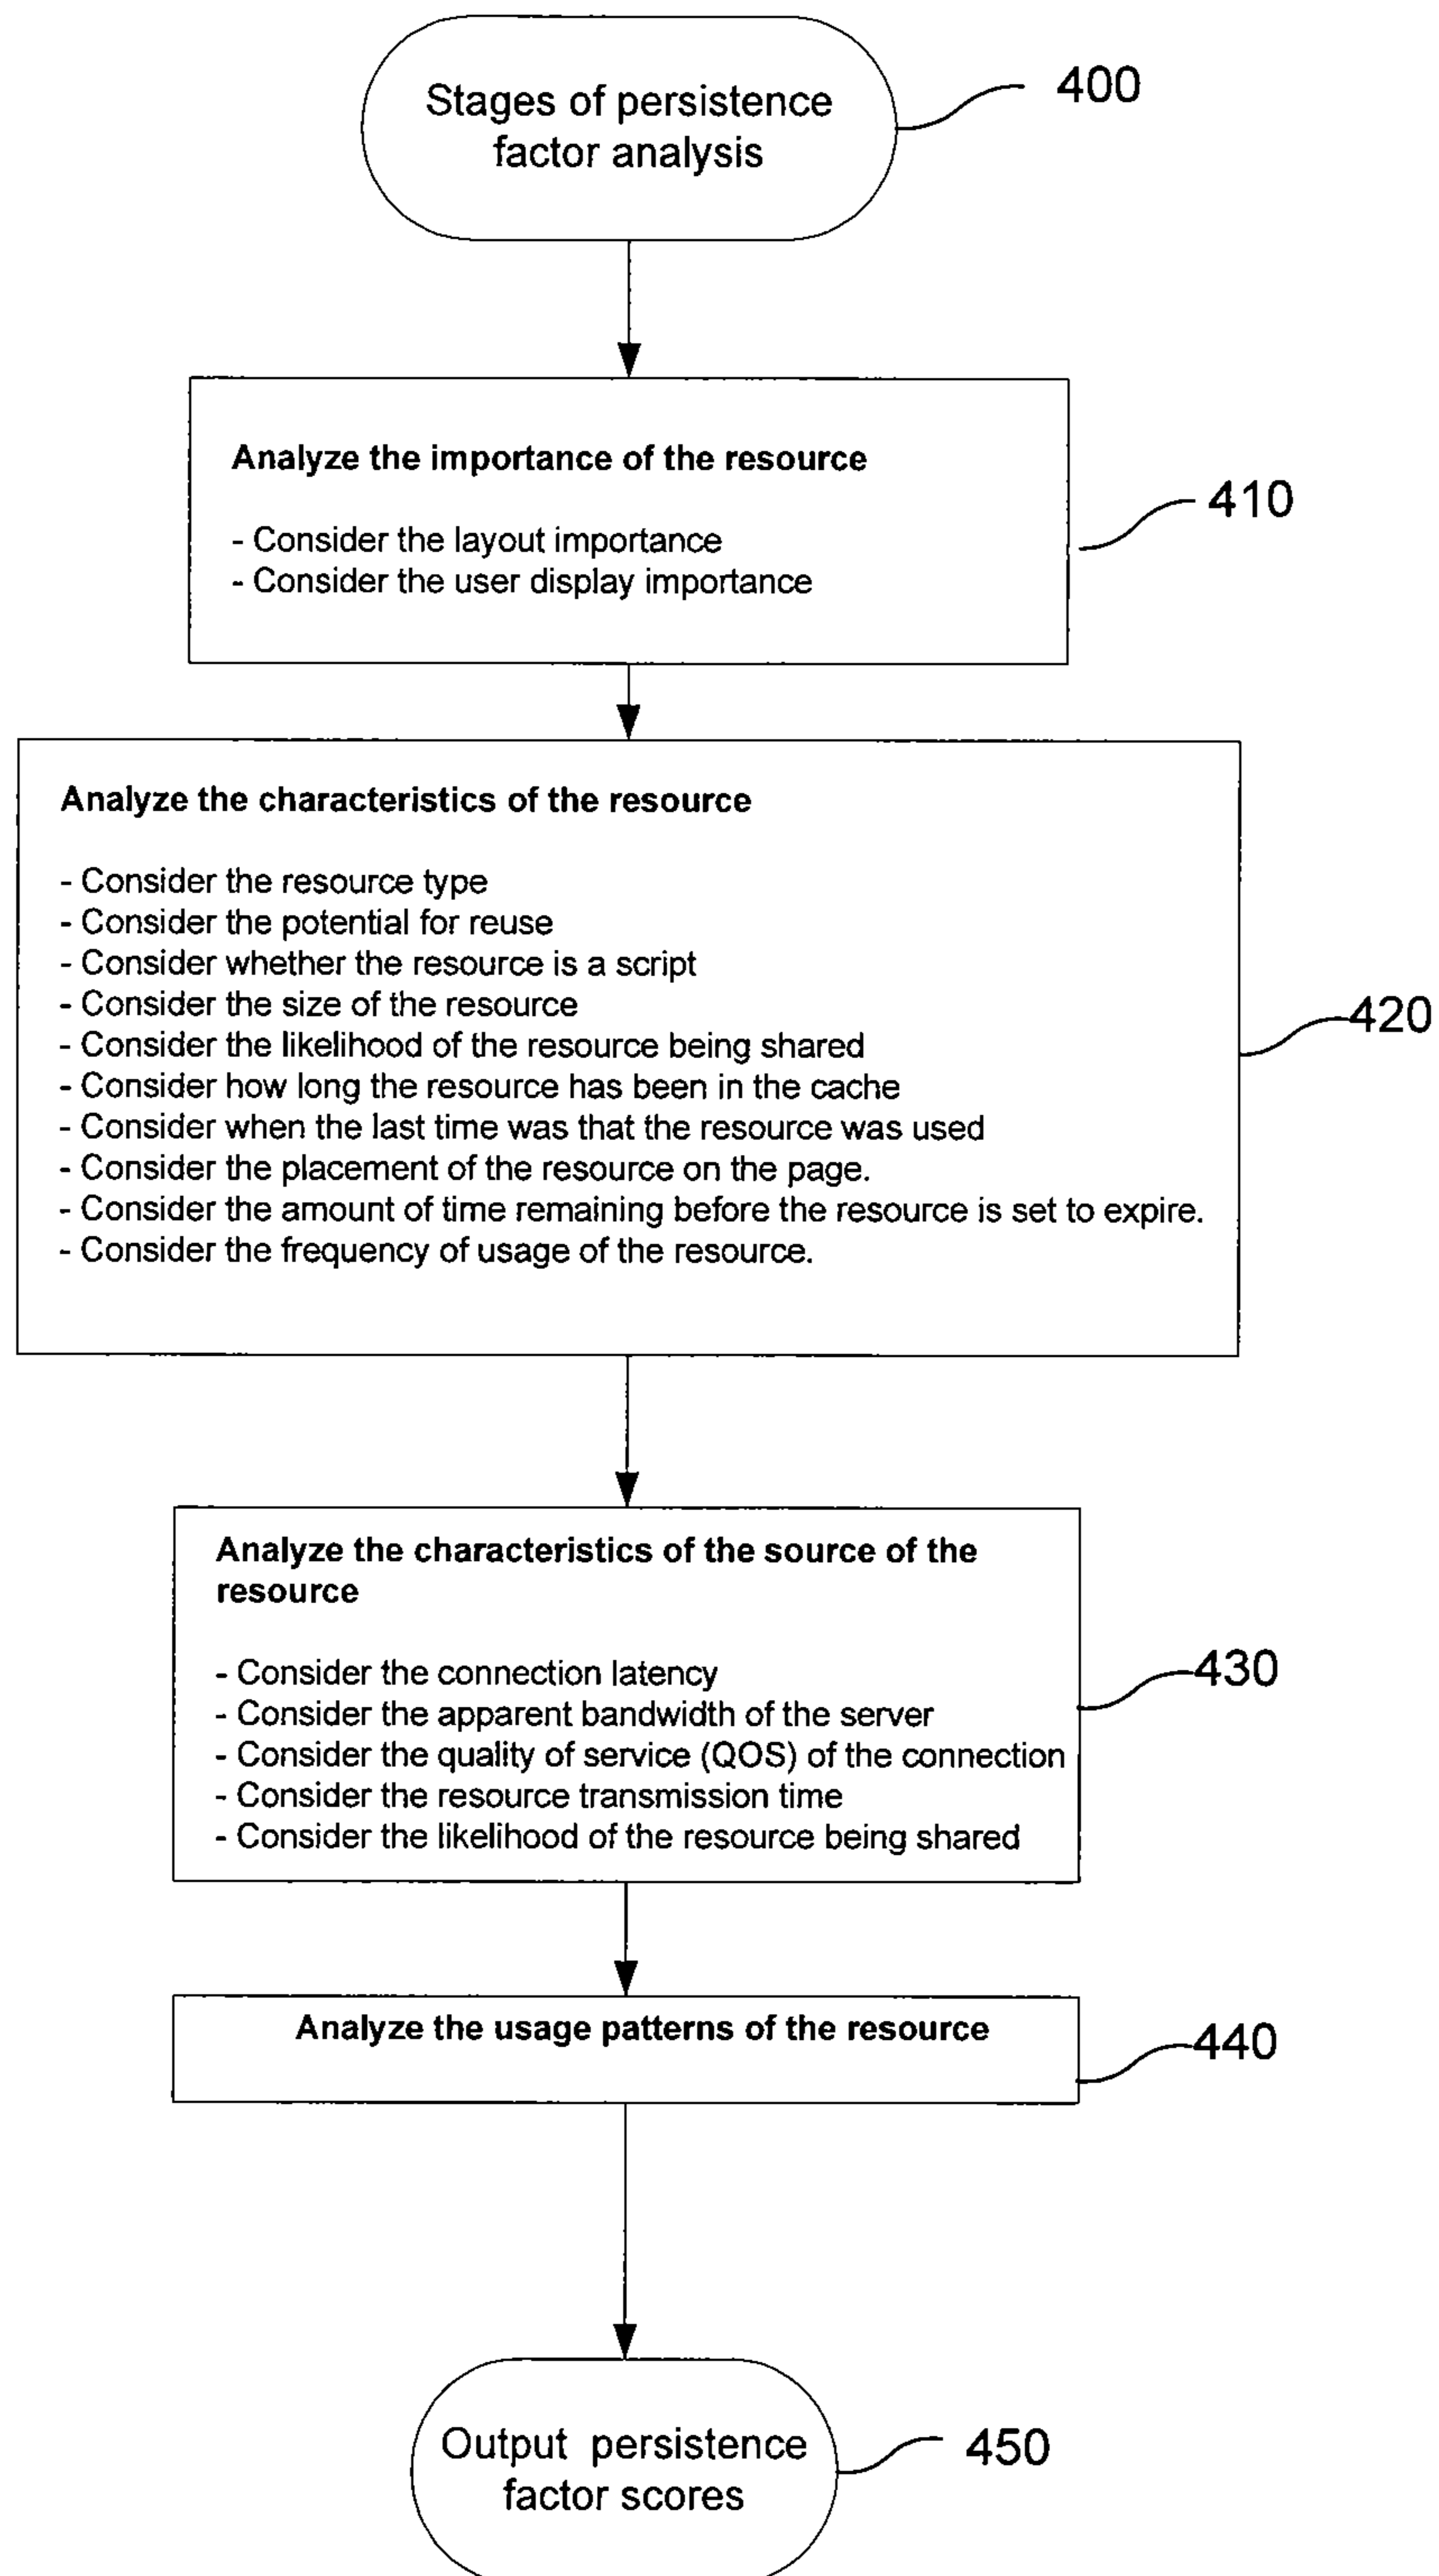 Stages of persistence
factor analysis
400
Analyze the importance of the resource
- Consider the layout importance
- Consider the user display importance
410
Analyze the characteristics of the resource
- Consider the resource type
- Consider the potential for reuse
- Consider whether the resource is a script
- Consider the size of the resource
- Consider the likelihood of the resource being shared
- Consider how long the resource has been in the cache
- Consider when the last time was that the resource was used
- Consider the placement of the resource on the page.
- Consider the amount of time remaining before the resource is set to expire.
- Consider the frequency of usage of the resource.
420
Analyze the characteristics of the source of the
resource
- Consider the connection latency
- Consider the apparent bandwidth of the server
- Consider the quality of service (QOS) of the connection
- Consider the resource transmission time
- Consider the likelihood of the resource being shared
430
Analyze the usage patterns of the resource
440
Output persistence
factor scores
450